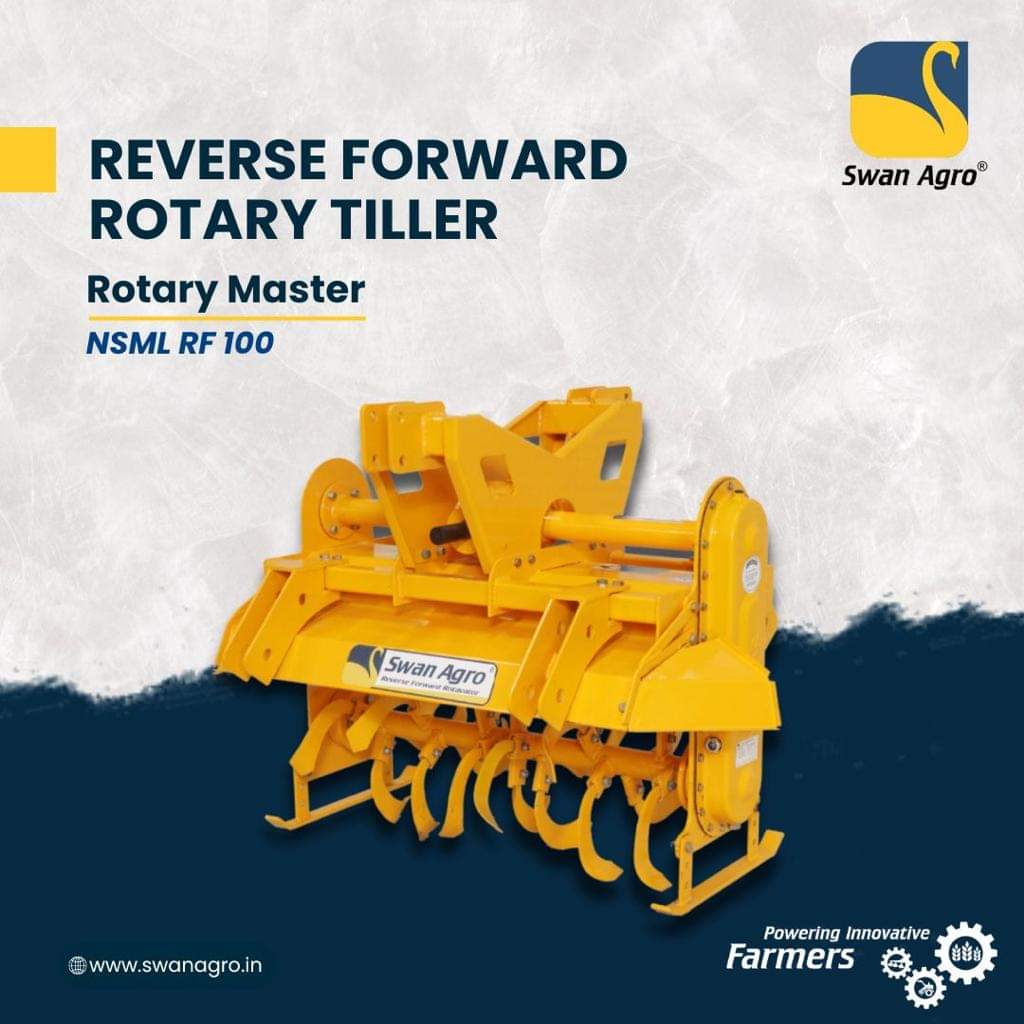 REVERSE FORWARD
ROTARY TILLER
Rotary Master
NSML RF 100
Swan Agro®
Swan Agro®
Reverse Forward Rotavator
www.swanagro.in
Powering Innovative
Farmers